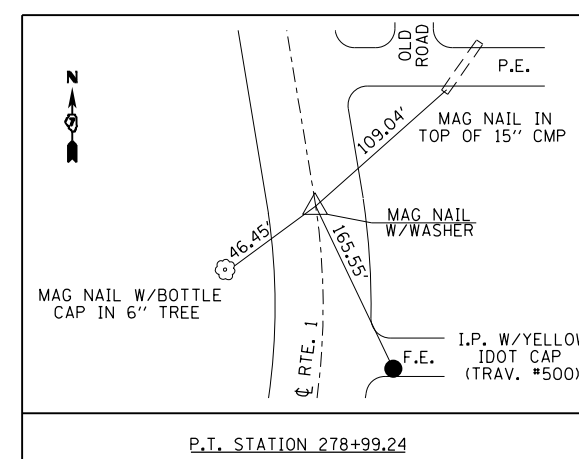 OLD
ROAD
P.E.
N
109.04'
MAG NAIL IN
TOP OF 15" CMP
46.45'
MAG NAIL
W/WASHER
165.55'
MAG NAIL W/BOTTLE
CAP IN 6" TREE
℄ RTE. 1
F.E.
I.P. W/YELLOW
IDOT CAP
(TRAV. #500)
P.T. STATION 278+99.24